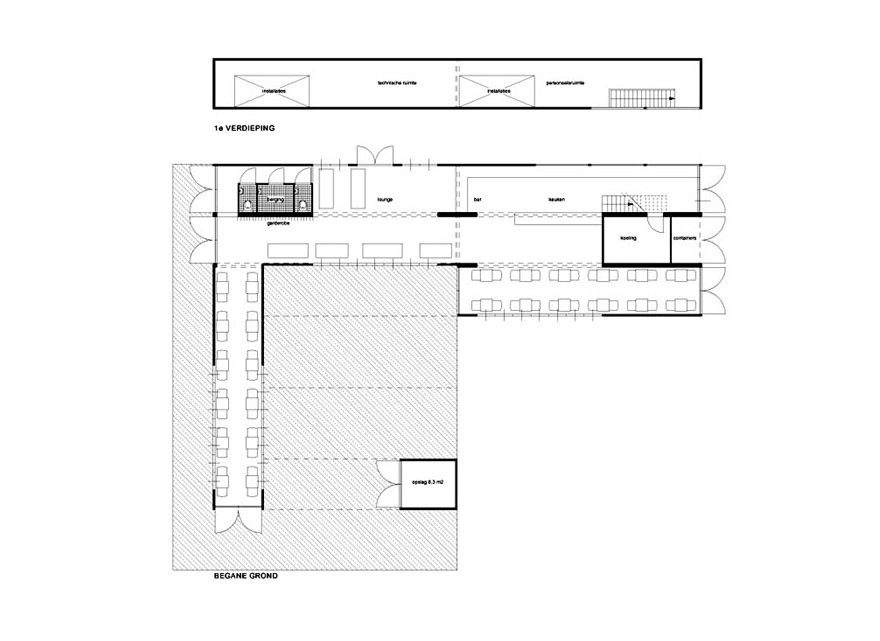 installaties
technische ruimte
installaties
personeelsruimte
1e VERDIEPING
berging
lounge
bar
keuken
garderobe
koeling
containers
opslag 8,3 m2
BEGANE GROND